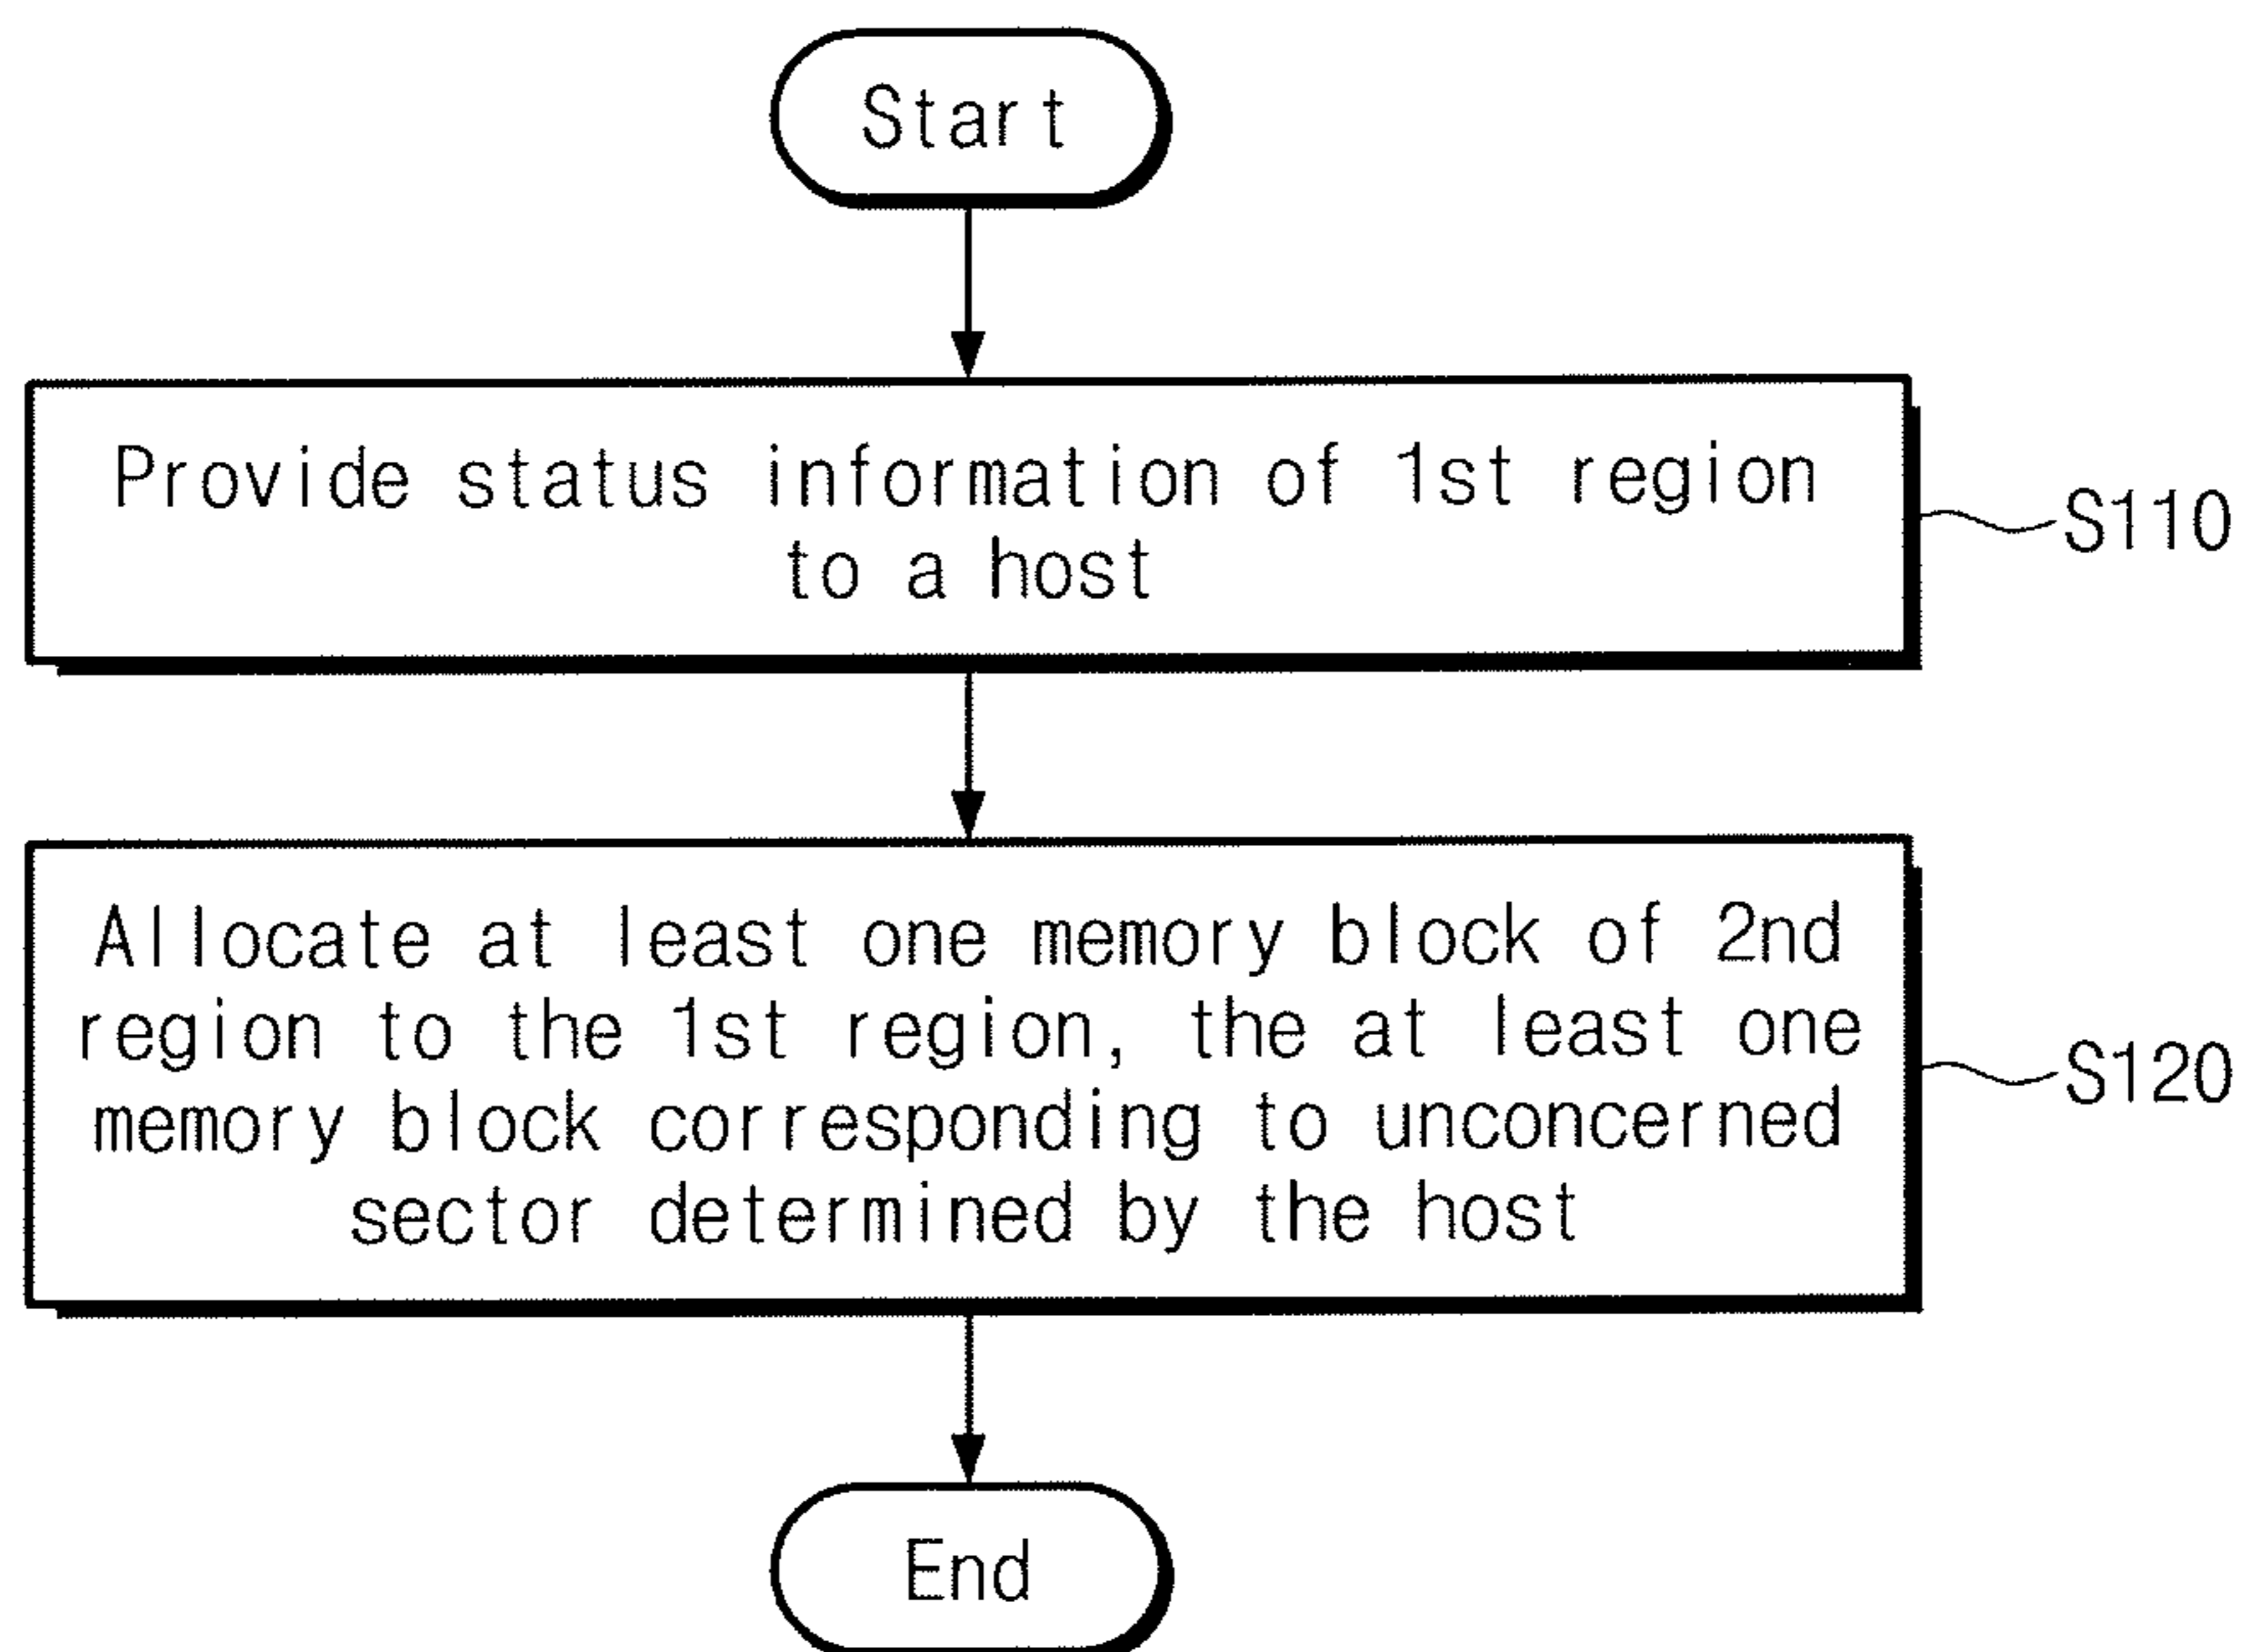 Start
Provide status information of 1st region
to a host
S110
Allocate at least one memory block of 2nd
region to the 1st region, the at least one
memory block corresponding to unconcerned
sector determined by the host
S120
End